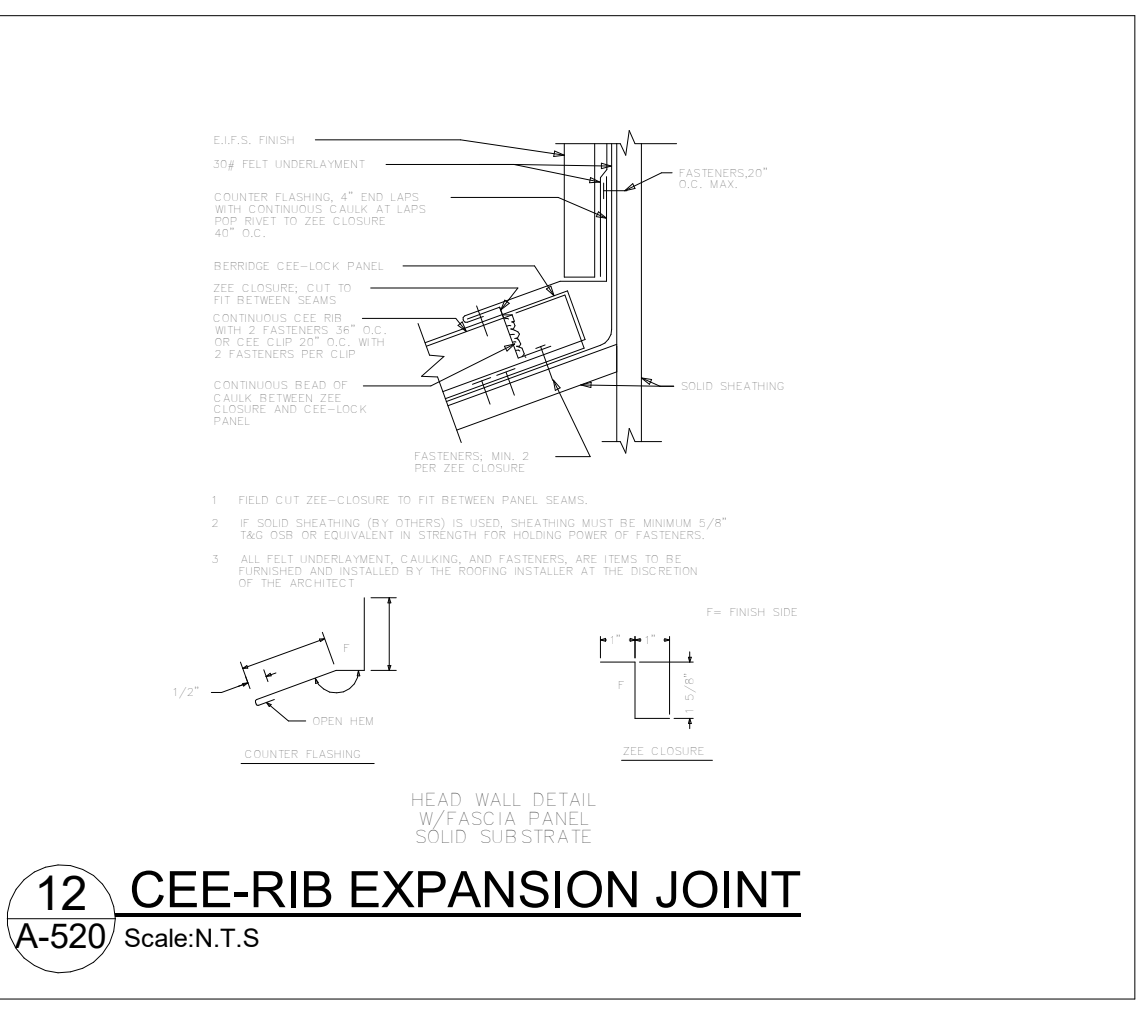 E.I.F.S. FINISH
30# FELT UNDERLAYMENT
COUNTER FLASHING, 4" END LAPS
WITH CONTINUOUS CAULK AT LAPS
POP RIVET TO ZEE CLOSURE
40" O.C.
BERRIDGE CEE-LOCK PANEL
ZEE CLOSURE; CUT TO
FIT BETWEEN SEAMS
CONTINUOUS CEE RIB
WITH 2 FASTENERS 36" O.C.
OR CEE CLIP 20" O.C. WITH
2 FASTENERS PER CLIP
CONTINUOUS BEAD OF
CAULK BETWEEN ZEE
CLOSURE AND CEE-LOCK
PANEL
FASTENERS,20"
O.C. MAX.
SOLID SHEATHING
FASTENERS; MIN. 2
PER ZEE CLOSURE
1 FIELD CUT ZEE-CLOSURE TO FIT BETWEEN PANEL SEAMS.
2 IF SOLID SHEATHING (BY OTHERS) IS USED, SHEATHING MUST BE MINIMUM 5/8"
T&G OSB OR EQUIVALENT IN STRENGTH FOR HOLDING POWER OF FASTENERS.
3 ALL FELT UNDERLAYMENT, CAULKING, AND FASTENERS, ARE ITEMS TO BE
FURNISHED AND INSTALLED BY THE ROOFING INSTALLER AT THE DISCRETION
OF THE ARCHITECT
F
1/2"
OPEN HEM
COUNTER FLASHING
F= FINISH SIDE
1" 1"
F
1 5/8"
ZEE CLOSURE
HEAD WALL DETAIL
W/FASCIA PANEL
SOLID SUBSTRATE
12
A-520
CEE-RIB EXPANSION JOINT
Scale:N.T.S